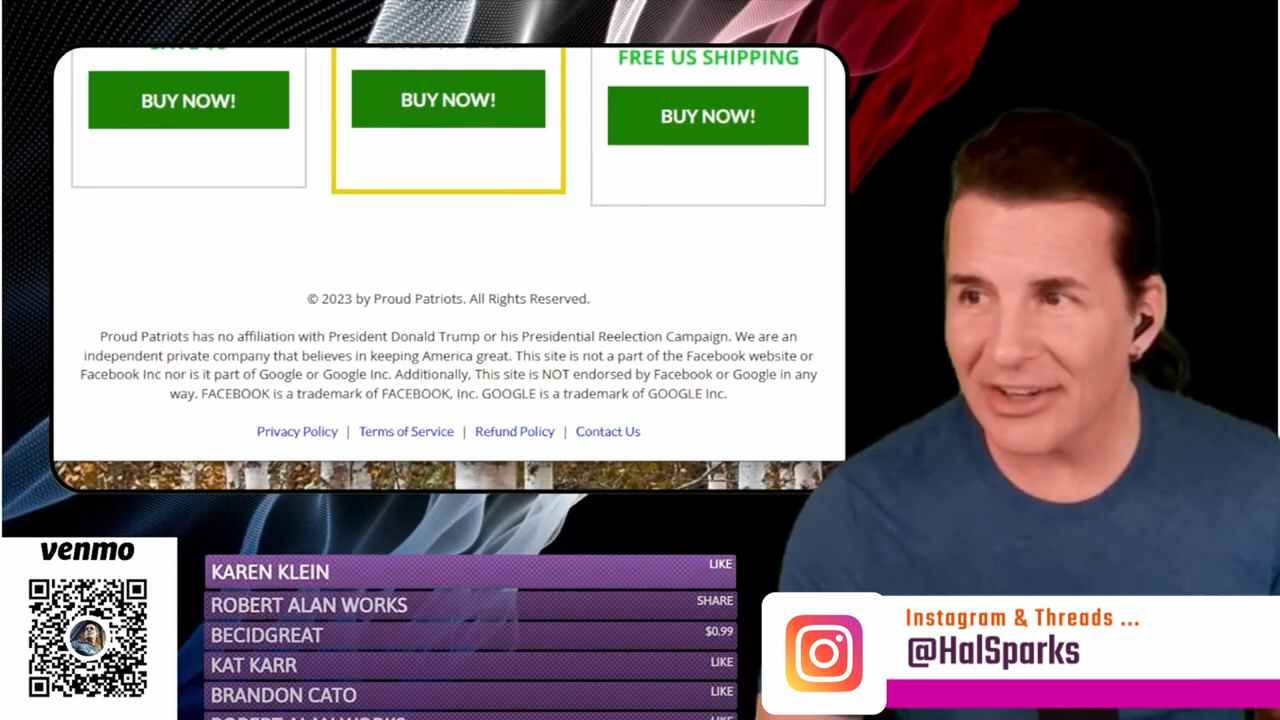 FREE US SHIPPING
BUY NOW!
BUY NOW!
BUY NOW!
© 2023 by Proud Patriots. All Rights Reserved.
Proud Patriots has no affiliation with President Donald Trump or his Presidential Reelection Campaign. We are an
independent private company that believes in keeping America great. This site is not a part of the Facebook website or
Facebook Inc nor is it part of Google or Google Inc. Additionally, This site is NOT endorsed by Facebook or Google in any
way. FACEBOOK is a trademark of FACEBOOK, Inc. GOOGLE is a trademark of GOOGLE Inc.
Privacy Policy | Terms of Service | Refund Policy | Contact Us
venmo
KAREN KLEIN LIKE
ROBERT ALAN WORKS SHARE
BECIDGREAT $0.99
KAT KARR LIKE
BRANDON CATO LIKE
ROBERT ALAN WORKS LIKE
Instagram & Threads ...
@HalSparks